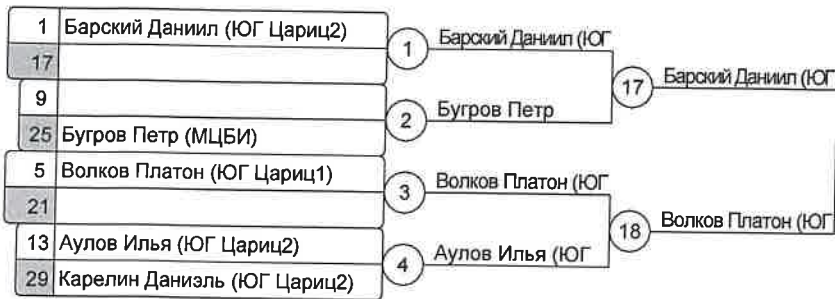 1 Барский Даниил (ЮГ Цариц2)
17
9
25 Бугров Петр (МЦБИ)
5 Волков Платон (ЮГ Цариц1)
21
13 Аулов Илья (ЮГ Цариц2)
29 Карелин Даниэль (ЮГ Цариц2)
1 Барский Даниил (ЮГ
2 Бугров Петр
3 Волков Платон (ЮГ
4 Аулов Илья (ЮГ
17 Барский Даниил (ЮГ
18 Волков Платон (ЮГ